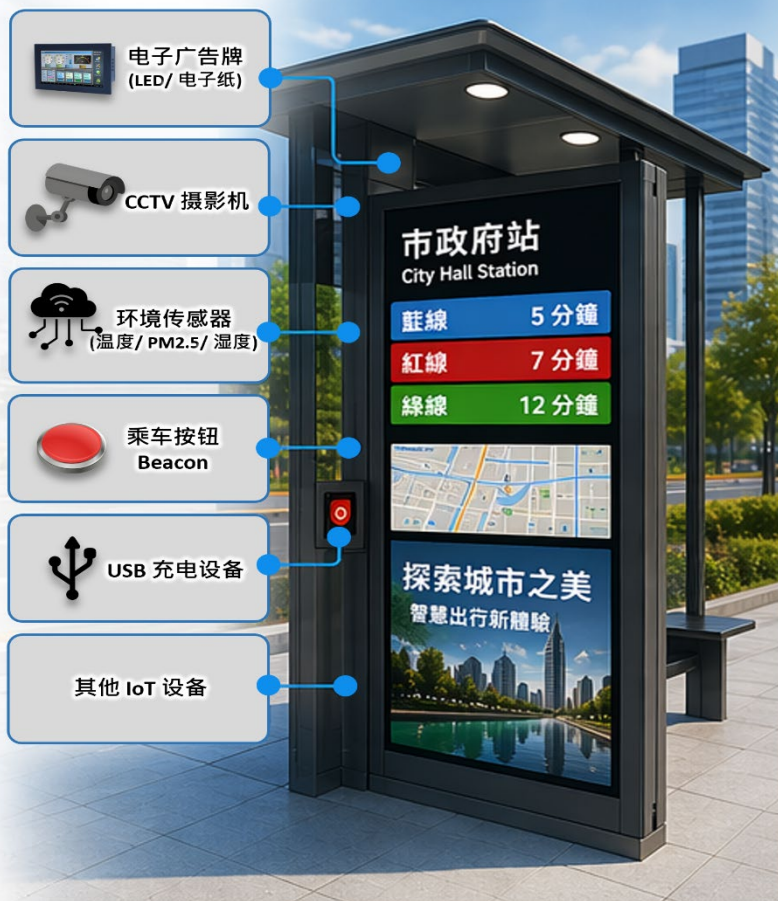 电子广告牌
(LED/ 电子纸)
CCTV 摄影机
环境传感器
(温度/ PM2.5/ 湿度)
乘车按钮
Beacon
USB 充电设备
其他 IoT 设备
市政府站
City Hall Station
藍線 5 分鐘
紅線 7 分鐘
綠線 12 分鐘
探索城市之美
智慧出行新體驗